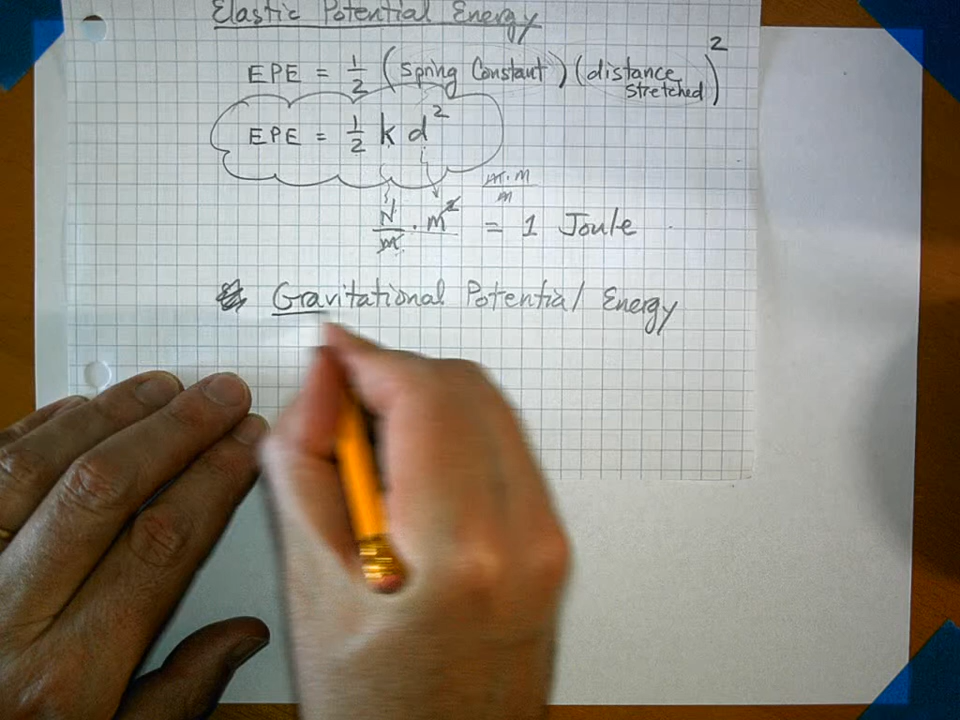 Elastic Potential Energy
EPE = 1/2 (Spring Constant) (distance stretched)²
EPE = 1/2 k d²
m·m/m
N/m · m² = 1 Joule
Gravitational Potential Energy